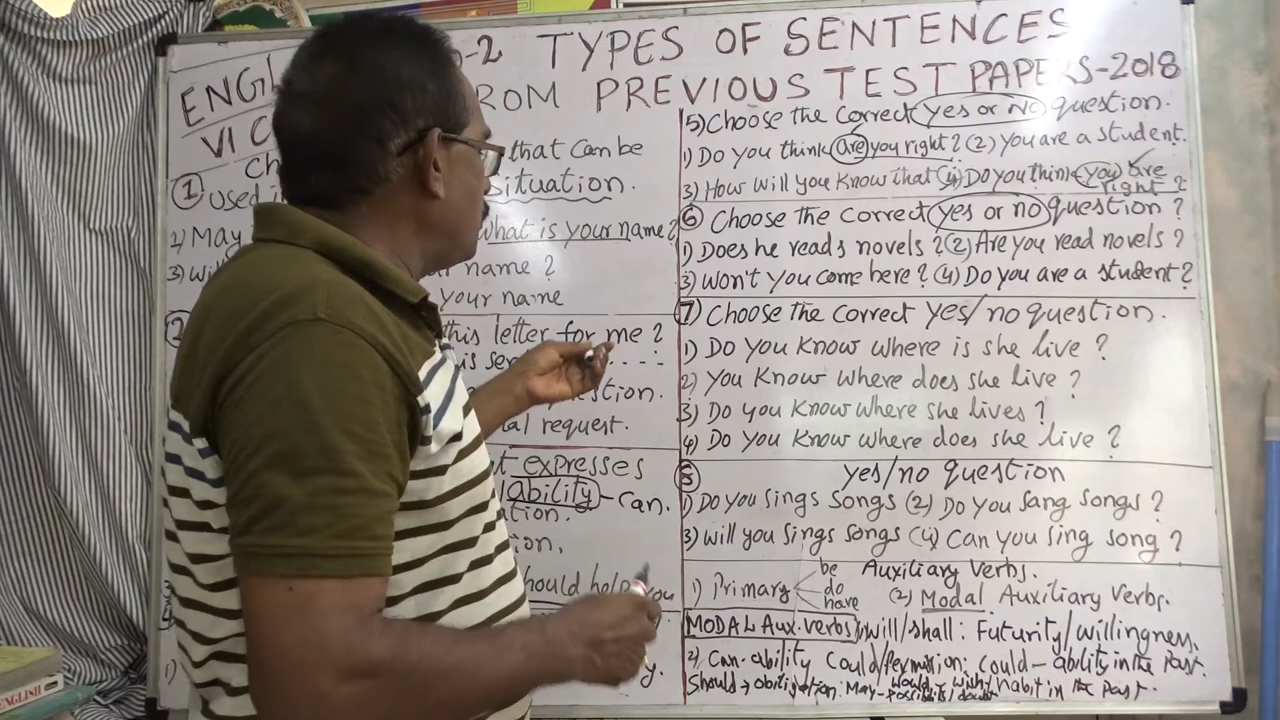 -2 TYPES OF SENTENCES
ENGL
ROM PREVIOUS TEST PAPERS-2018
VI C
Ch
that can be
① used i
situation.
2) May
What is your name?
3) Wil
name ?
your name
this letter for me ?
is sen
estion.
al request.
t expresses
ability - can.
tion.
ion.
hould help you
1)
y.
5) Choose the correct yes or no question.
1) Do you think are you right? (2) You are a student.
3) How will you know that (4) Do you think you are
right ?
⑥ Choose the correct yes or no question ?
1) Does he reads novels ? (2) Are you read novels ?
3) Won't you come here ? (4) Do you are a student ?
7) Choose the correct yes/no question.
1) Do you know where is she live ?
2) You know where does she live ?
3) Do you know where she lives ?
4) Do you know where does she live ?
⑧ yes/no question
1) Do you sings songs (2) Do you sang songs ?
3) will you sings songs (4) Can you sing song ?
be Auxiliary Verbs.
1) Primary do (2) Modal Auxiliary Verbs.
have
MODAL Aux. verbs 1) will/shall : Futurity/willingness.
2) Can-ability Could/Permission: Could - ability in the Past.
would - wish/habit in the past.
Should → obligation: May - Possibility/doubt
ENGLISH